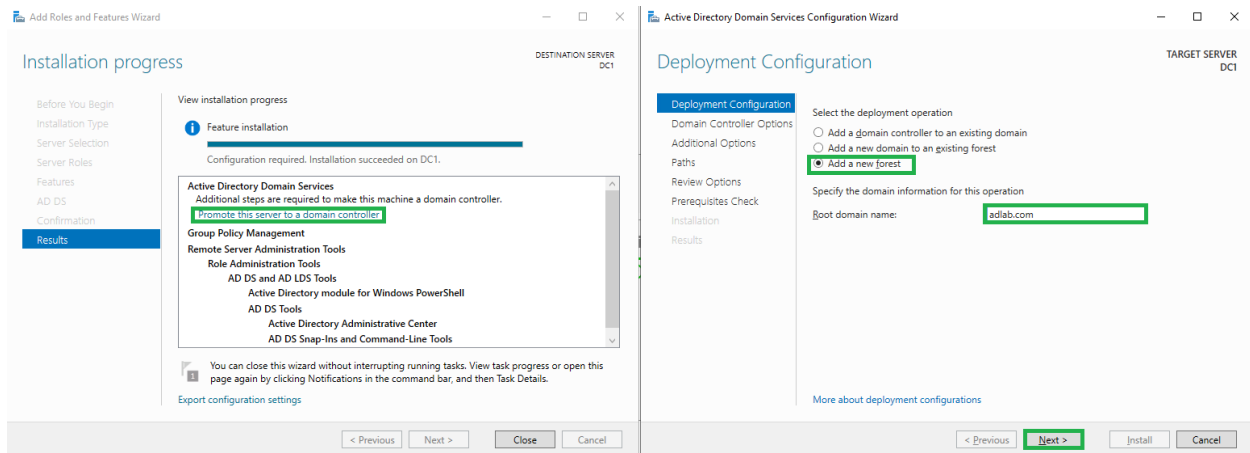 Add Roles and Features Wizard
Installation progress
DESTINATION SERVER
DC1
Before You Begin
Installation Type
Server Selection
Server Roles
Features
AD DS
Confirmation
Results
View installation progress
Feature installation
Configuration required. Installation succeeded on DC1.
Active Directory Domain Services
Additional steps are required to make this machine a domain controller.
Promote this server to a domain controller
Group Policy Management
Remote Server Administration Tools
Role Administration Tools
AD DS and AD LDS Tools
Active Directory module for Windows PowerShell
AD DS Tools
Active Directory Administrative Center
AD DS Snap-Ins and Command-Line Tools
1
You can close this wizard without interrupting running tasks. View task progress or open this
page again by clicking Notifications in the command bar, and then Task Details.
Export configuration settings
< Previous Next > Close Cancel
Active Directory Domain Services Configuration Wizard
Deployment Configuration
TARGET SERVER
DC1
Deployment Configuration
Domain Controller Options
Additional Options
Paths
Review Options
Prerequisites Check
Installation
Results
Select the deployment operation
Add a domain controller to an existing domain
Add a new domain to an existing forest
Add a new forest
Specify the domain information for this operation
Root domain name: adlab.com
More about deployment configurations
< Previous Next > Install Cancel